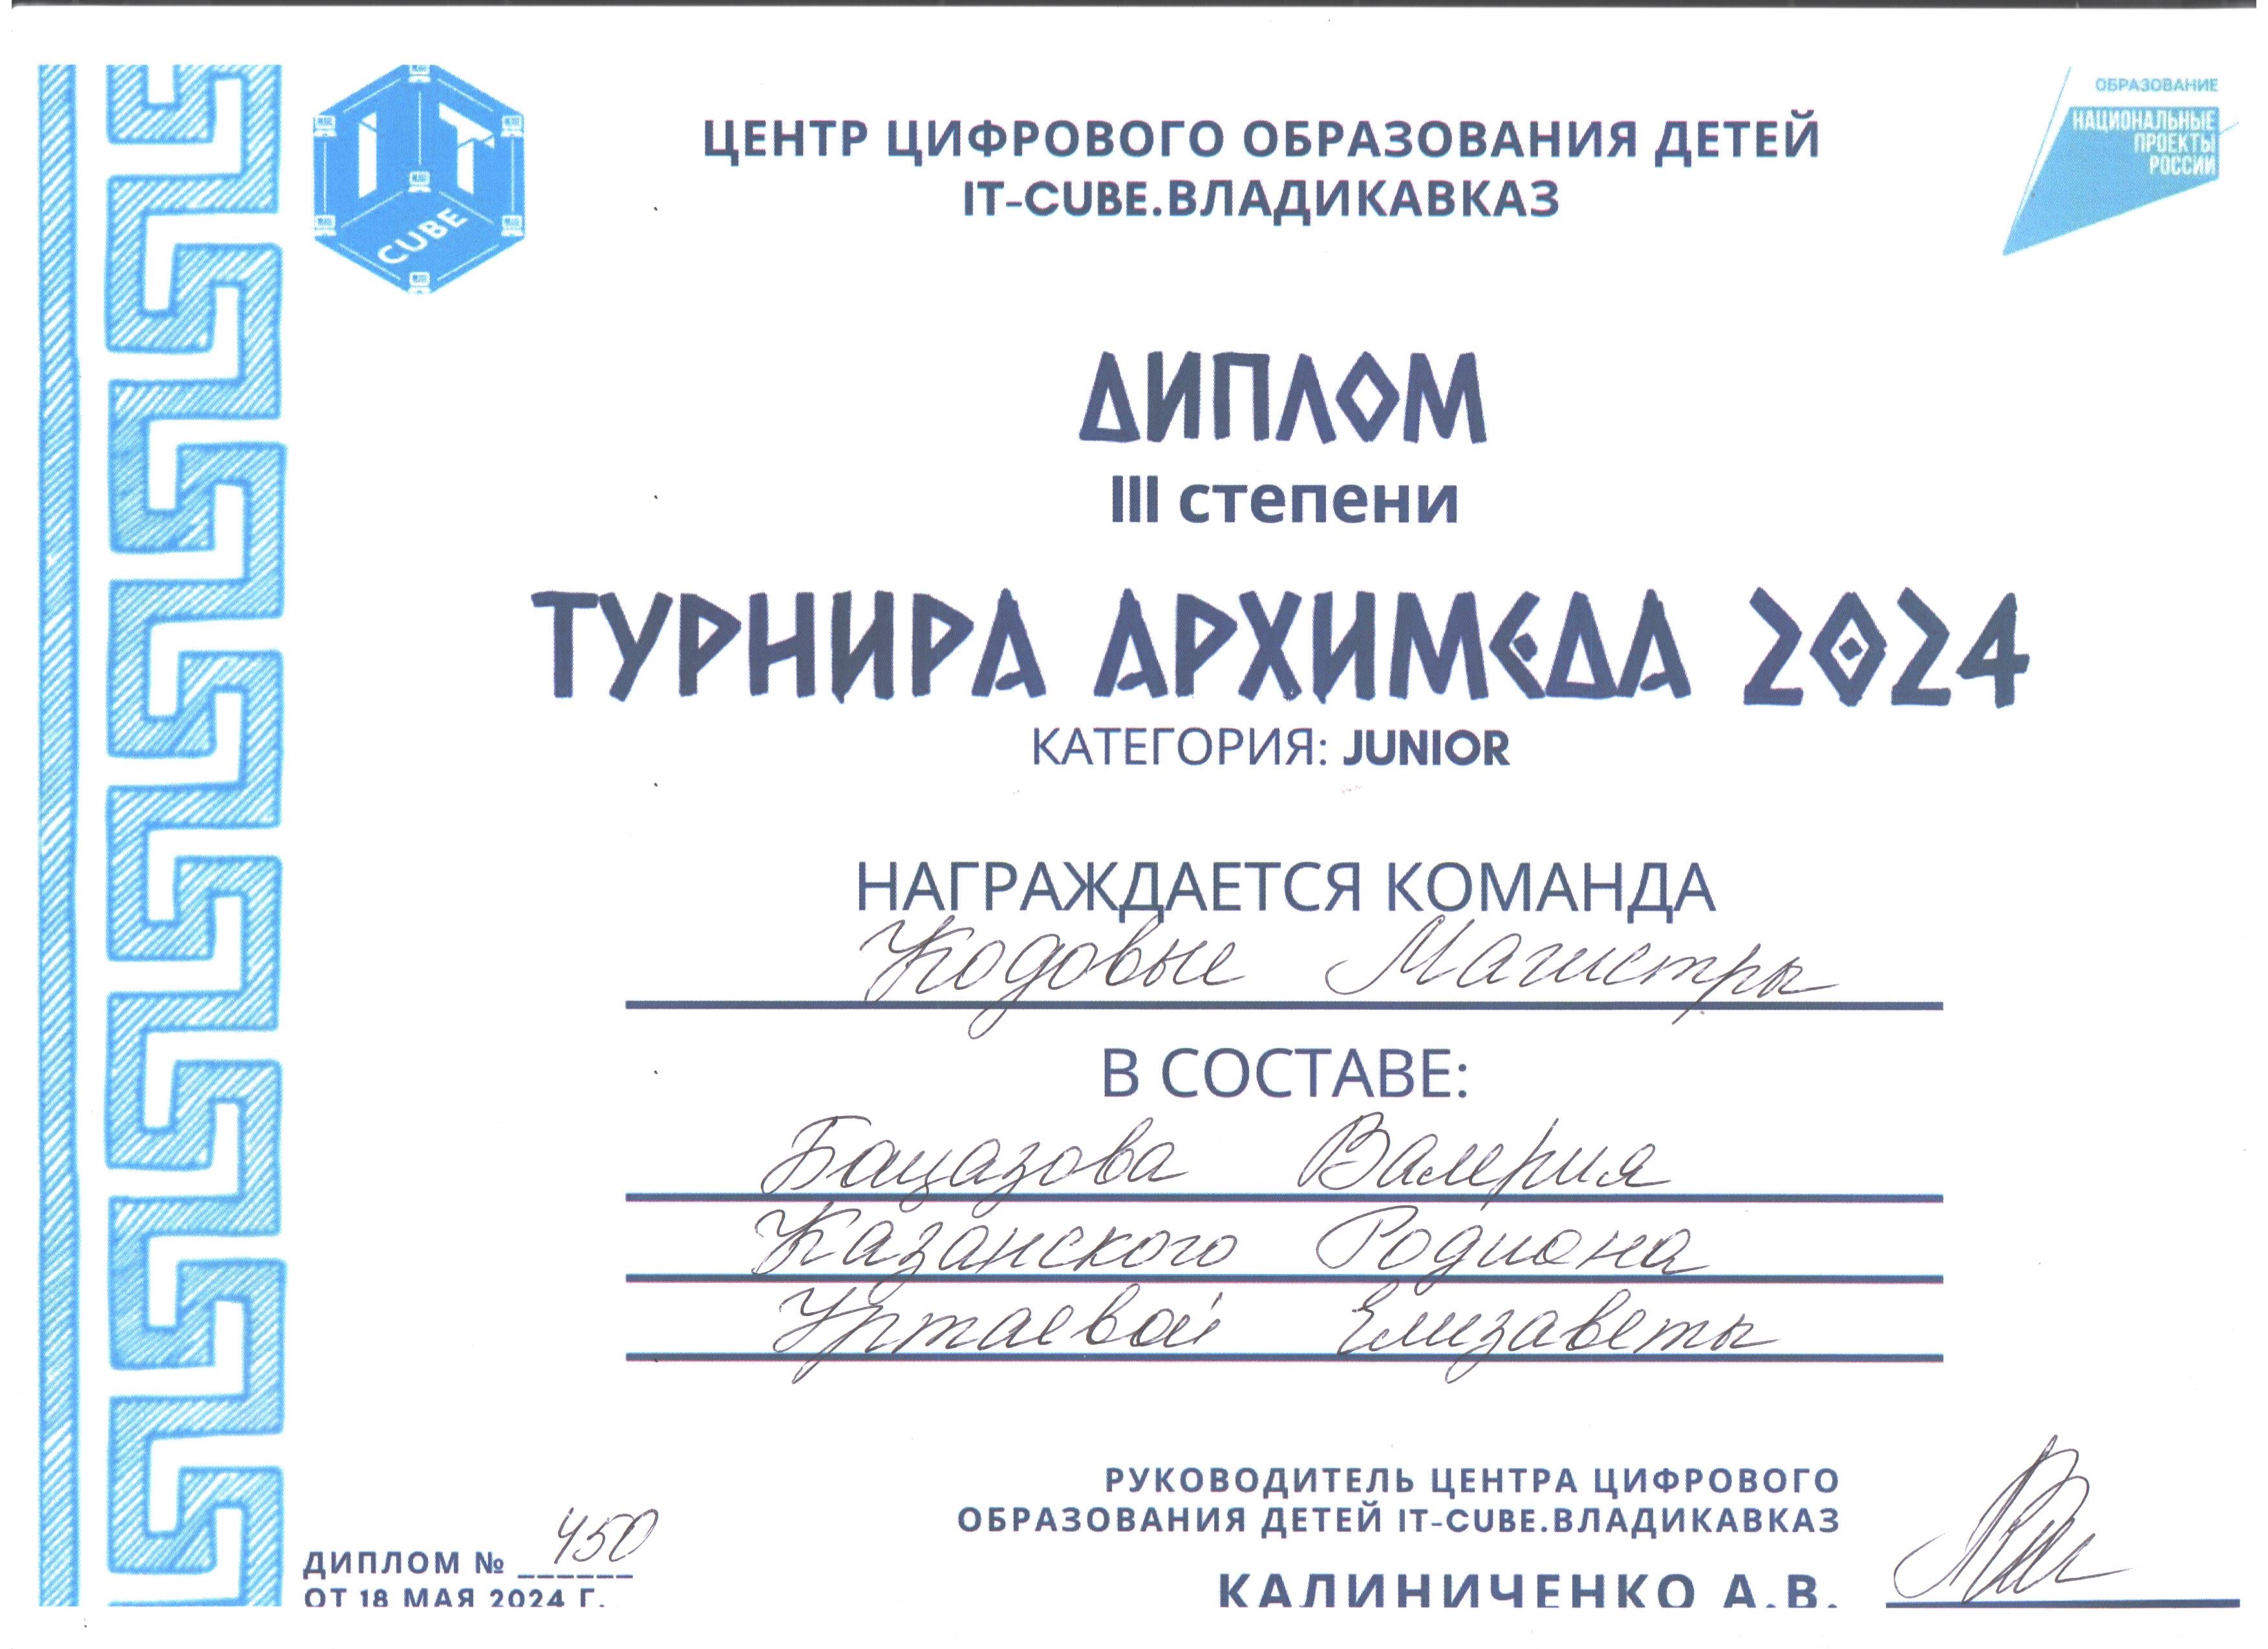 IT
CUBE
ОБРАЗОВАНИЕ
НАЦИОНАЛЬНЫЕ
ПРОЕКТЫ
РОССИИ
ЦЕНТР ЦИФРОВОГО ОБРАЗОВАНИЯ ДЕТЕЙ
IT-CUBE.ВЛАДИКАВКАЗ
ДИПЛОМ
III степени
ТУРНИРА АРХИМЕДА 2024
КАТЕГОРИЯ: JUNIOR
НАГРАЖДАЕТСЯ КОМАНДА
Кодовые Магистры
В СОСТАВЕ:
Бацазова Валерия
Казанского Родиона
Уртаевой Елизаветы
РУКОВОДИТЕЛЬ ЦЕНТРА ЦИФРОВОГО
ОБРАЗОВАНИЯ ДЕТЕЙ IT-CUBE.ВЛАДИКАВКАЗ
КАЛИНИЧЕНКО А.В.
ДИПЛОМ № 450
ОТ 18 МАЯ 2024 Г.